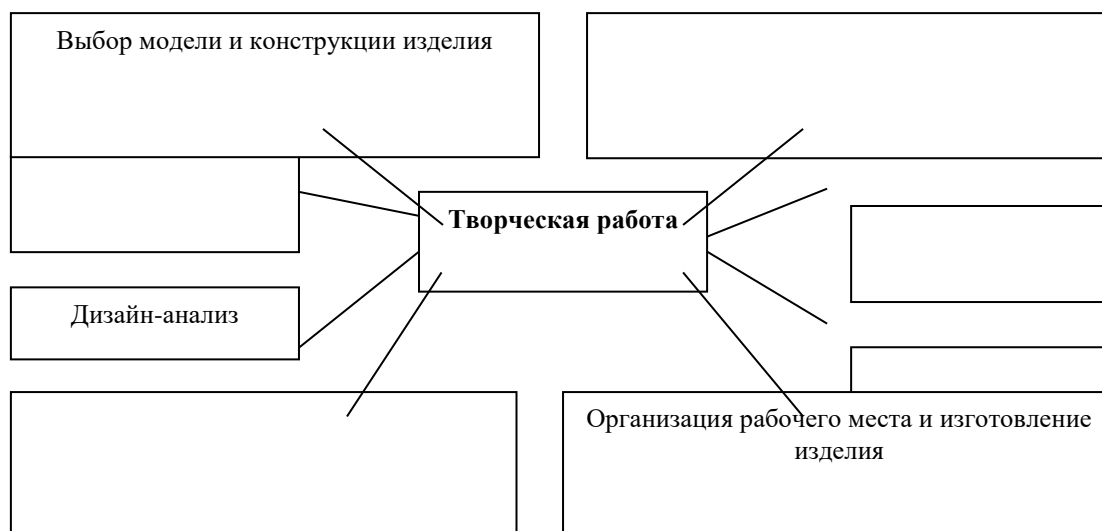 Выбор модели и конструкции изделия
Творческая работа
Дизайн-анализ
Организация рабочего места и изготовление
изделия